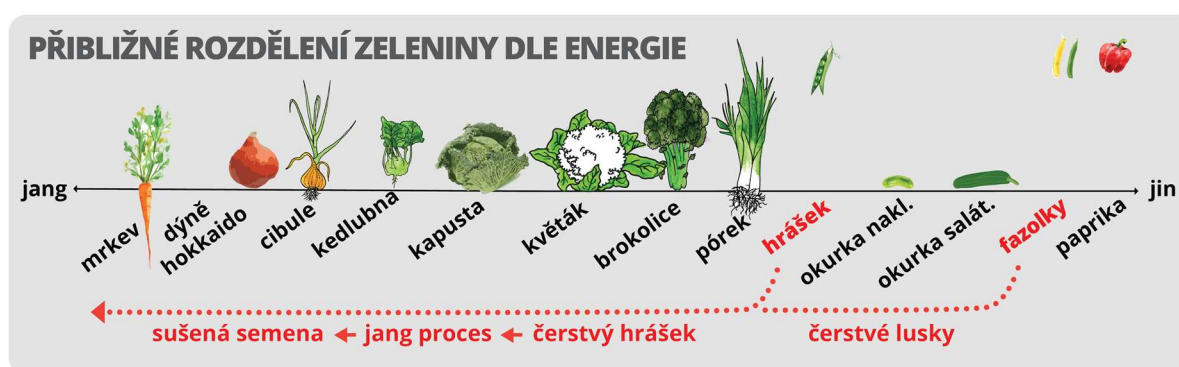 PŘIBLIŽNÉ ROZDĚLENÍ ZELENINY DLE ENERGIE
jang
jin
mrkev
dýně
hokkaido
cibule
kedlubna
kapusta
květák
brokolice
pórek
hrášek
okurka nakl.
okurka salát.
fazolky
paprika
sušená semena ← jang proces ← čerstvý hrášek
čerstvé lusky